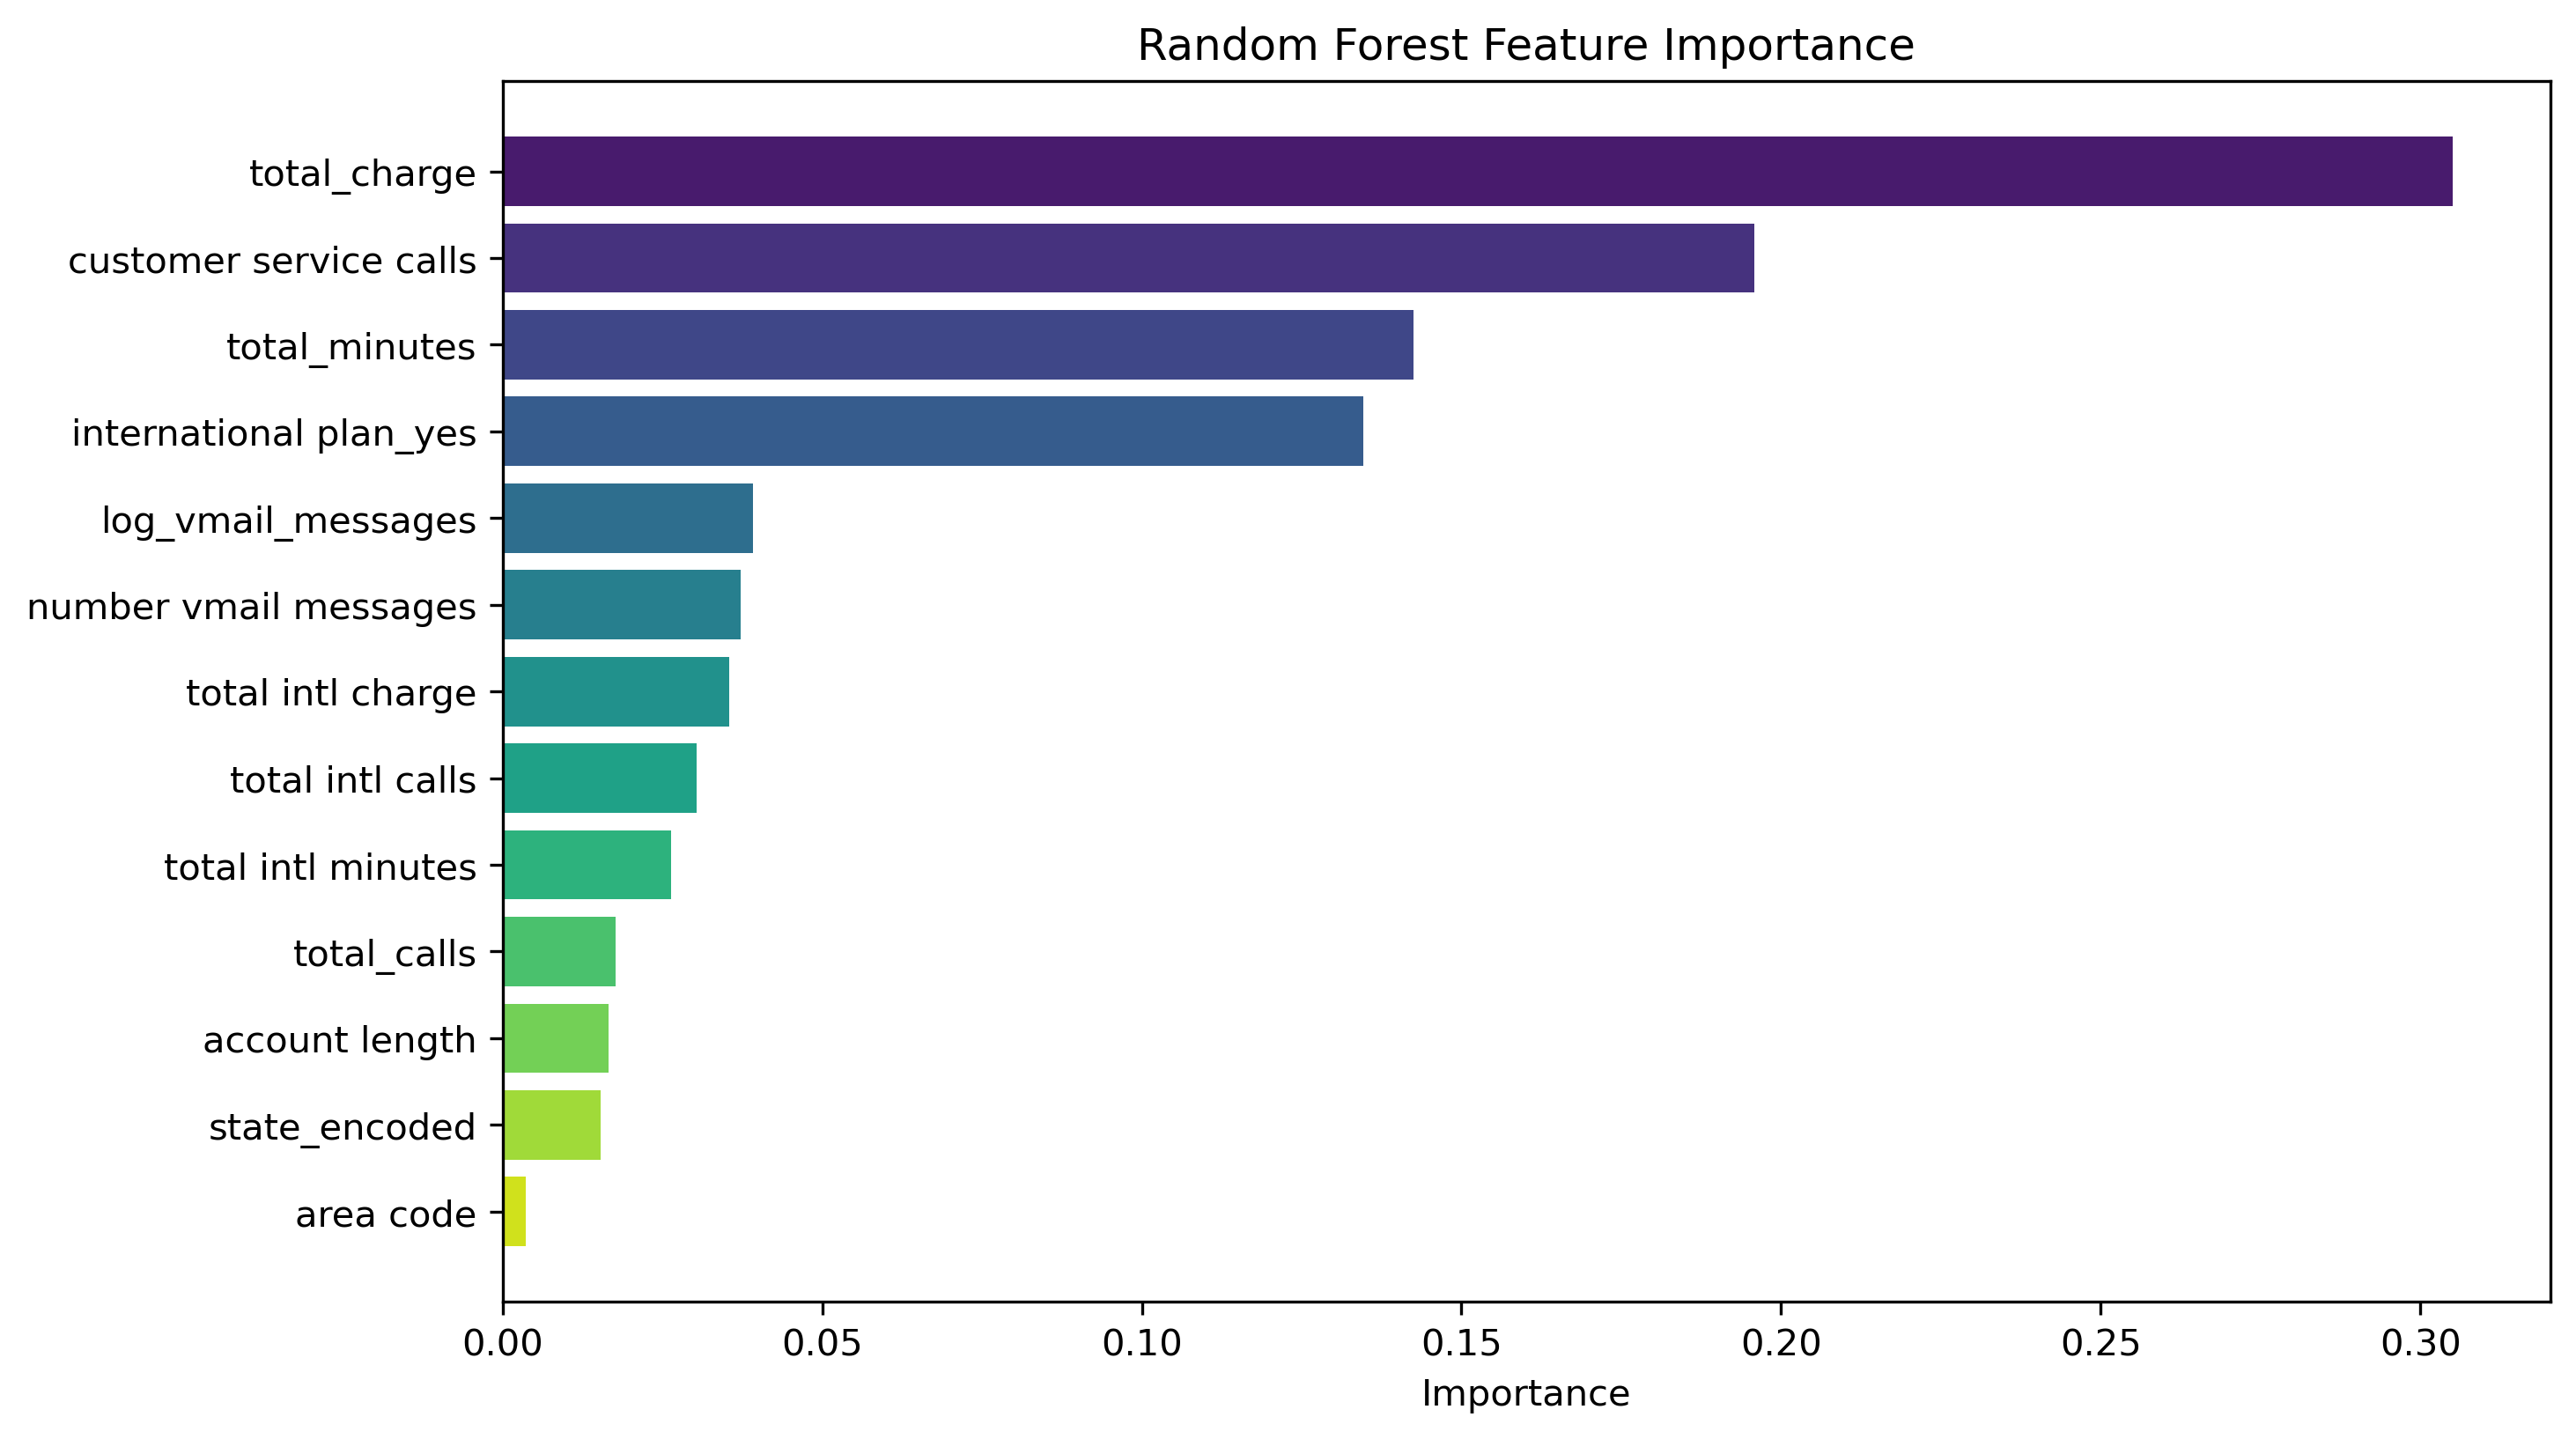 Random Forest Feature Importance
total_charge
customer service calls
total_minutes
international plan_yes
log_vmail_messages
number vmail messages
total intl charge
total intl calls
total intl minutes
total_calls
account length
state_encoded
area code
0.00 0.05 0.10 0.15 0.20 0.25 0.30
Importance